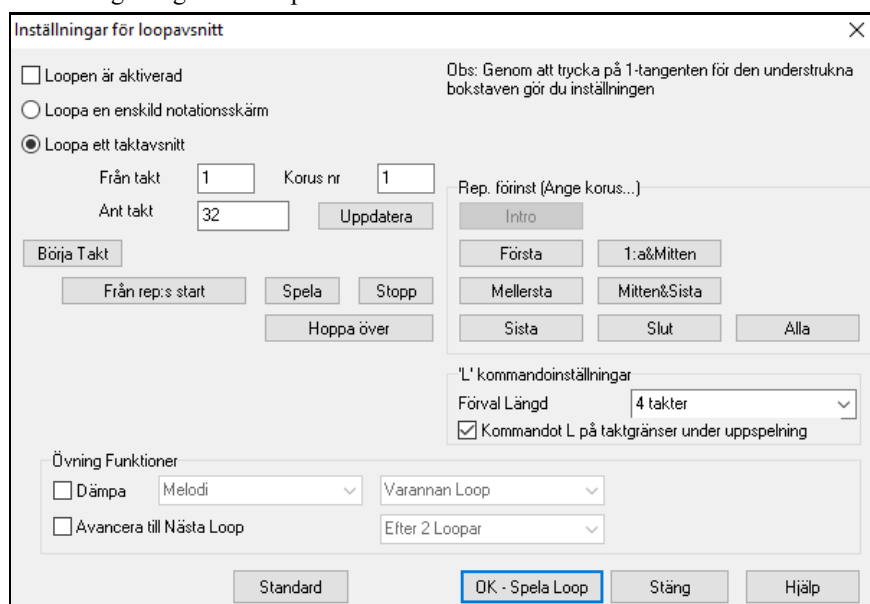 Inställningar för loopavsnitt
Loopen är aktiverad
Obs: Genom att trycka på 1-tangenten för den understrukna
bokstaven gör du inställningen
Loopa en enskild notationsskärm
Loopa ett taktavsnitt
Från takt 1 Korus nr 1
Ant takt 32 Uppdatera
Börja Takt
Från rep:s start Spela Stopp
Hoppa över
Rep. förinst (Ange korus...)
Intro
Första 1:a&Mitten
Mellersta Mitten&Sista
Sista Slut Alla
'L' kommandoinställningar
Förval Längd 4 takter
Kommandot L på taktgränser under uppspelning
Övning Funktioner
Dämpa Melodi Varannan Loop
Avancera till Nästa Loop Efter 2 Loopar
Standard OK - Spela Loop Stäng Hjälp